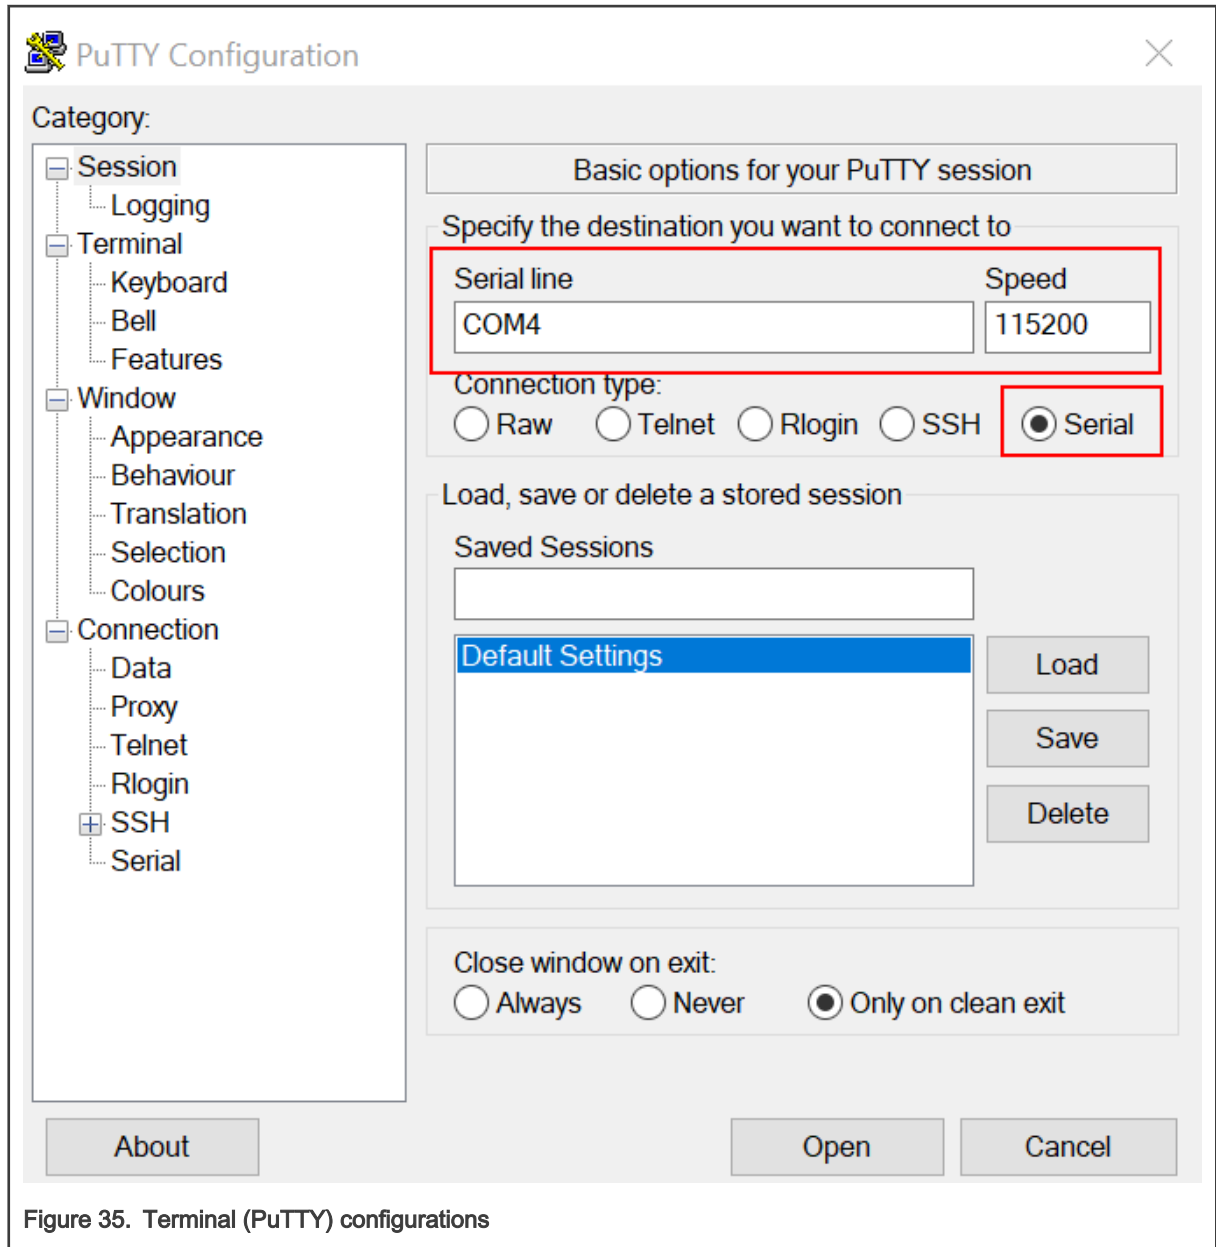 PuTTY Configuration
Category:
Session
Logging
Terminal
Keyboard
Bell
Features
Window
Appearance
Behaviour
Translation
Selection
Colours
Connection
Data
Proxy
Telnet
Rlogin
SSH
Serial
Basic options for your PuTTY session
Specify the destination you want to connect to
Serial line Speed
COM4 115200
Connection type:
Raw Telnet Rlogin SSH Serial
Load, save or delete a stored session
Saved Sessions
Default Settings
Load
Save
Delete
Close window on exit:
Always Never Only on clean exit
About Open Cancel
Figure 35. Terminal (PuTTY) configurations